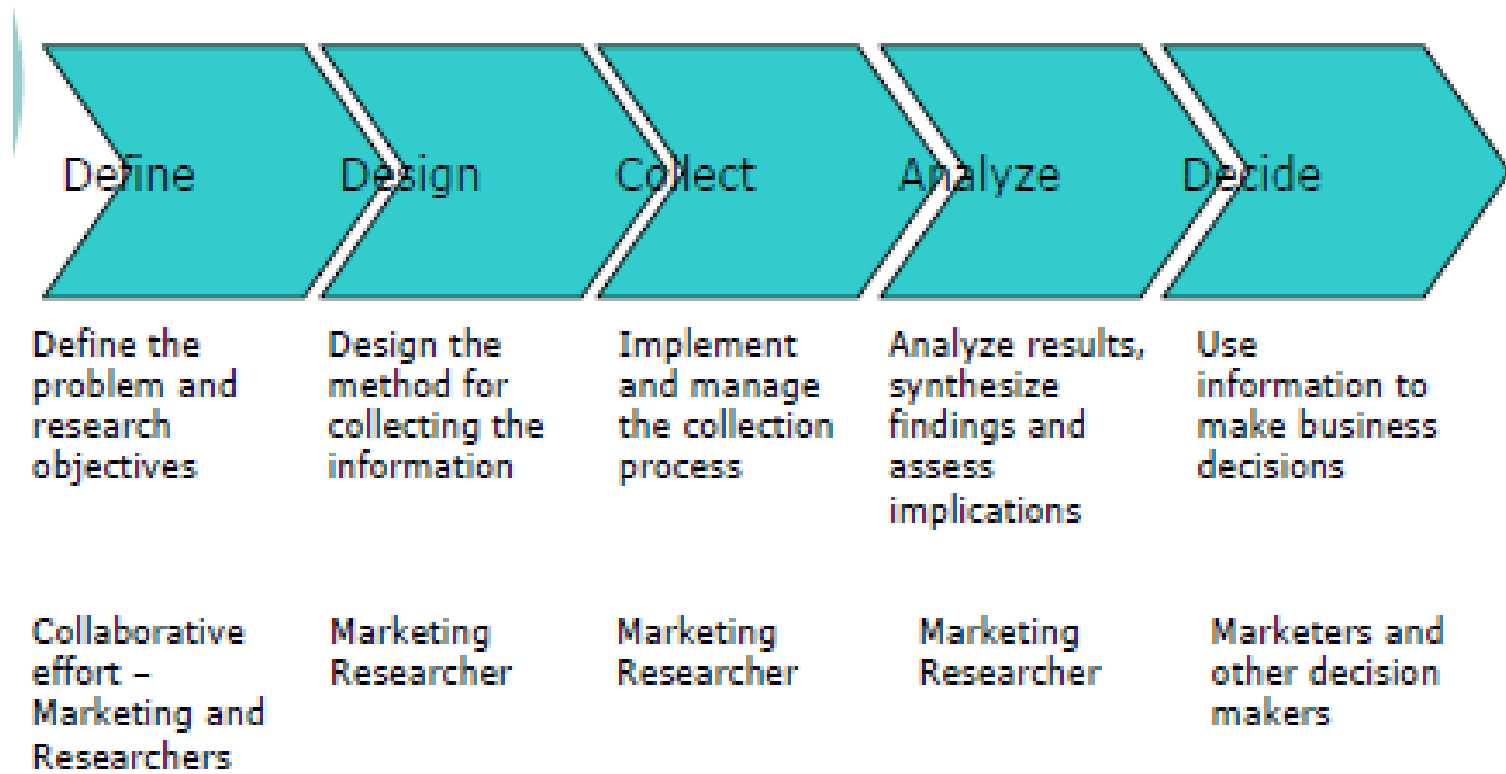 Define
Design
Collect
Analyze
Decide
Define the
problem and
research
objectives
Design the
method for
collecting the
information
Implement
and manage
the collection
process
Analyze results,
synthesize
findings and
assess
implications
Use
information to
make business
decisions
Collaborative
effort –
Marketing and
Researchers
Marketing
Researcher
Marketing
Researcher
Marketing
Researcher
Marketers and
other decision
makers